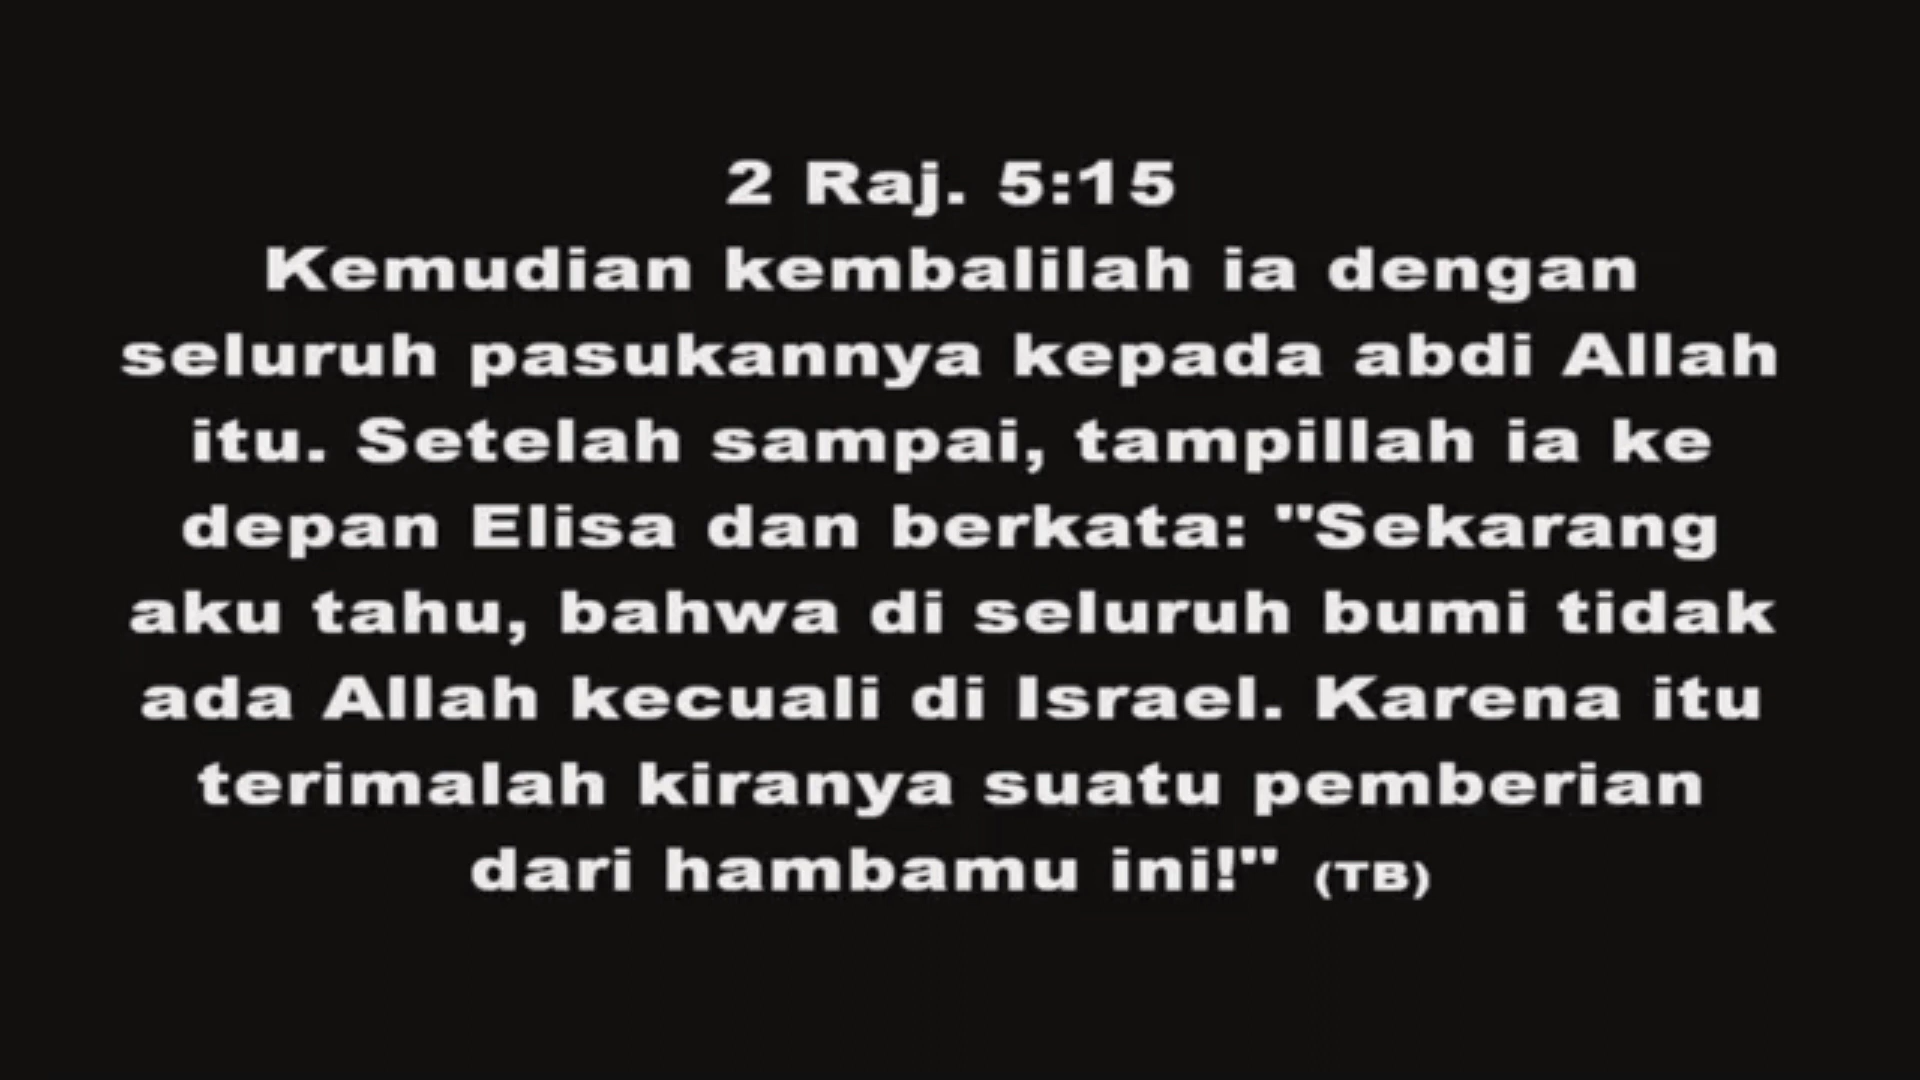 2 Raj. 5:15
Kemudian kembalilah ia dengan
seluruh pasukannya kepada abdi Allah
itu. Setelah sampai, tampillah ia ke
depan Elisa dan berkata: "Sekarang
aku tahu, bahwa di seluruh bumi tidak
ada Allah kecuali di Israel. Karena itu
terimalah kiranya suatu pemberian
dari hambamu ini!" (TB)